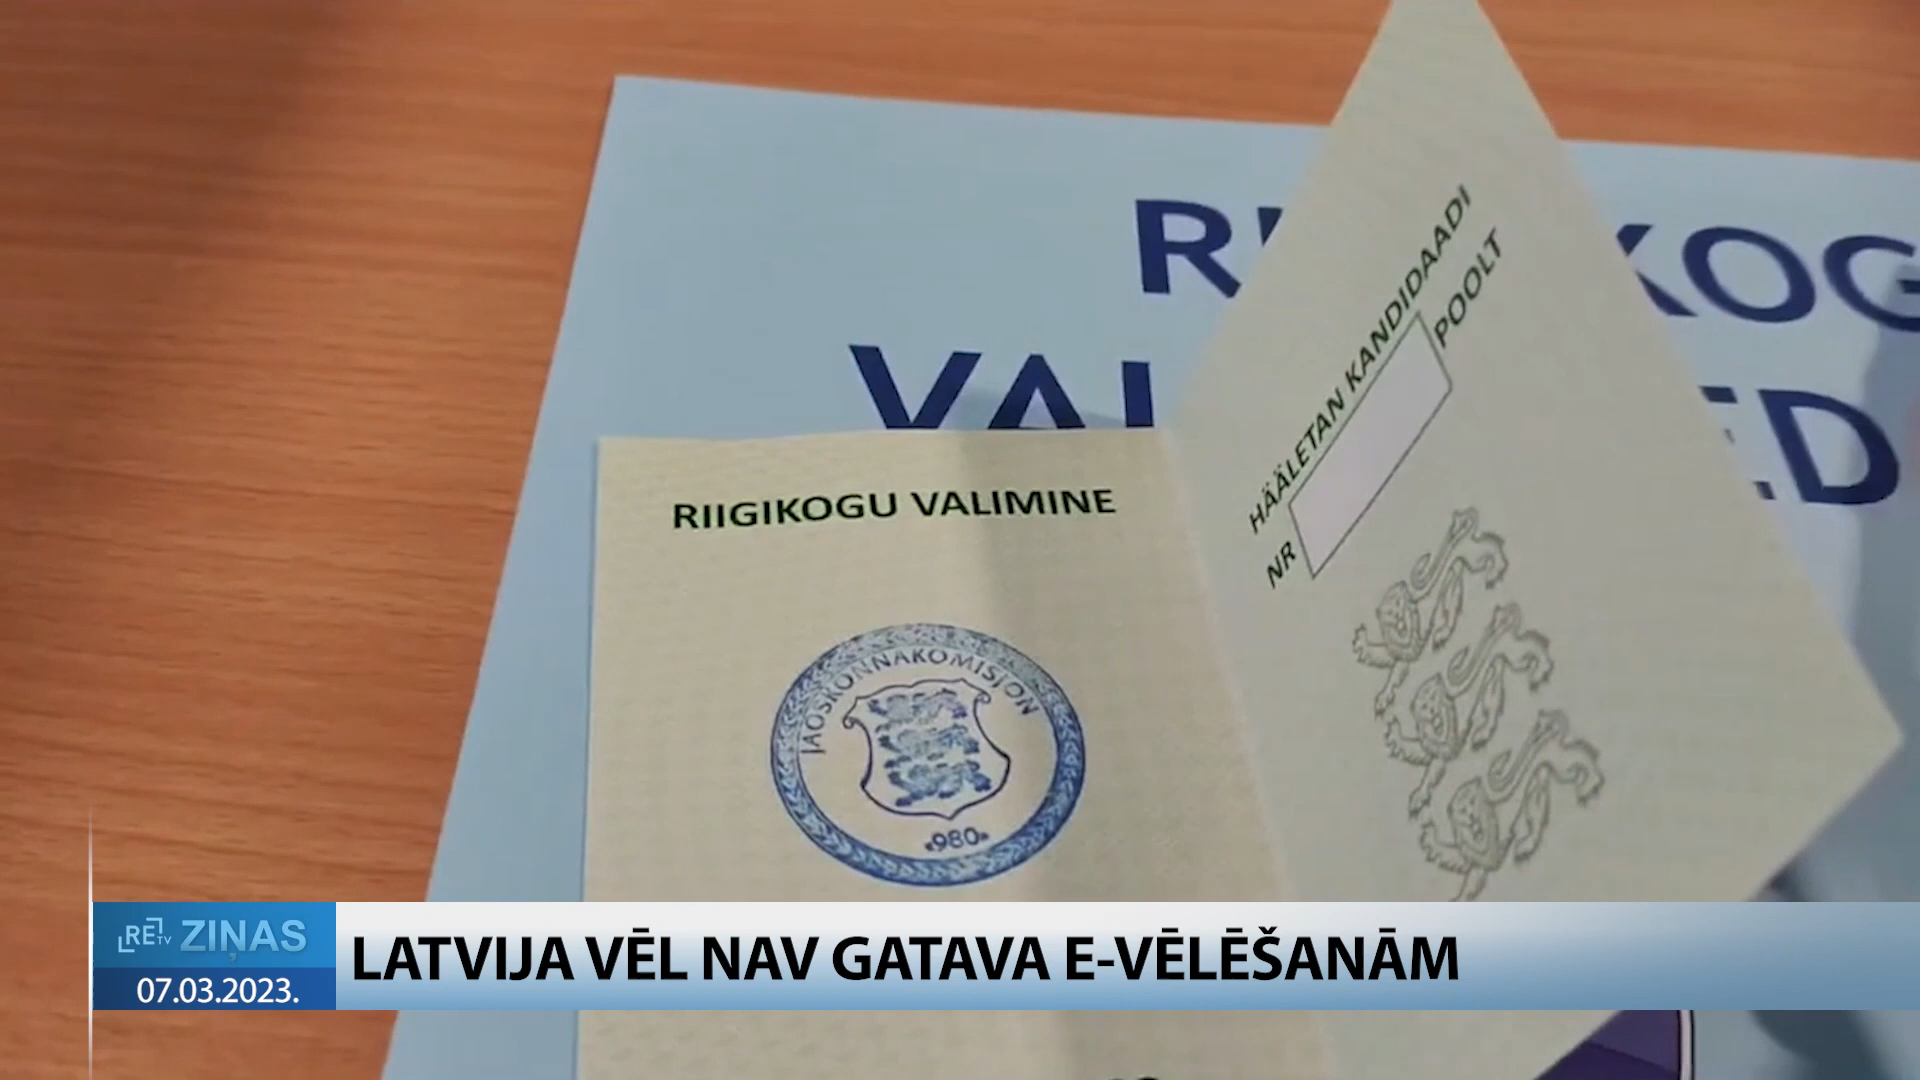 HÄÄLETAN KANDIDAADI
NR
POOLT
RIIGIKOGU VALIMINE
JAOSKONNAKOMISJON
980
RE TV ZIŅAS
07.03.2023.
LATVIJA VĒL NAV GATAVA E-VĒLĒŠANĀM